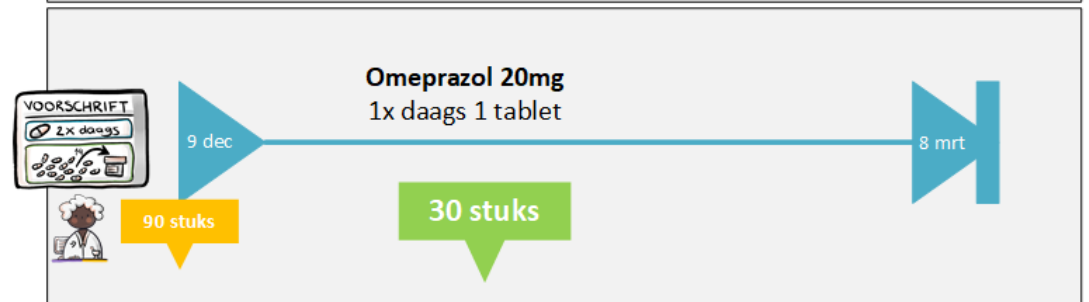 Omeprazol 20mg
1x daags 1 tablet
VOORSCHRIFT
2x daags
9 dec
8 mrt
90 stuks
30 stuks